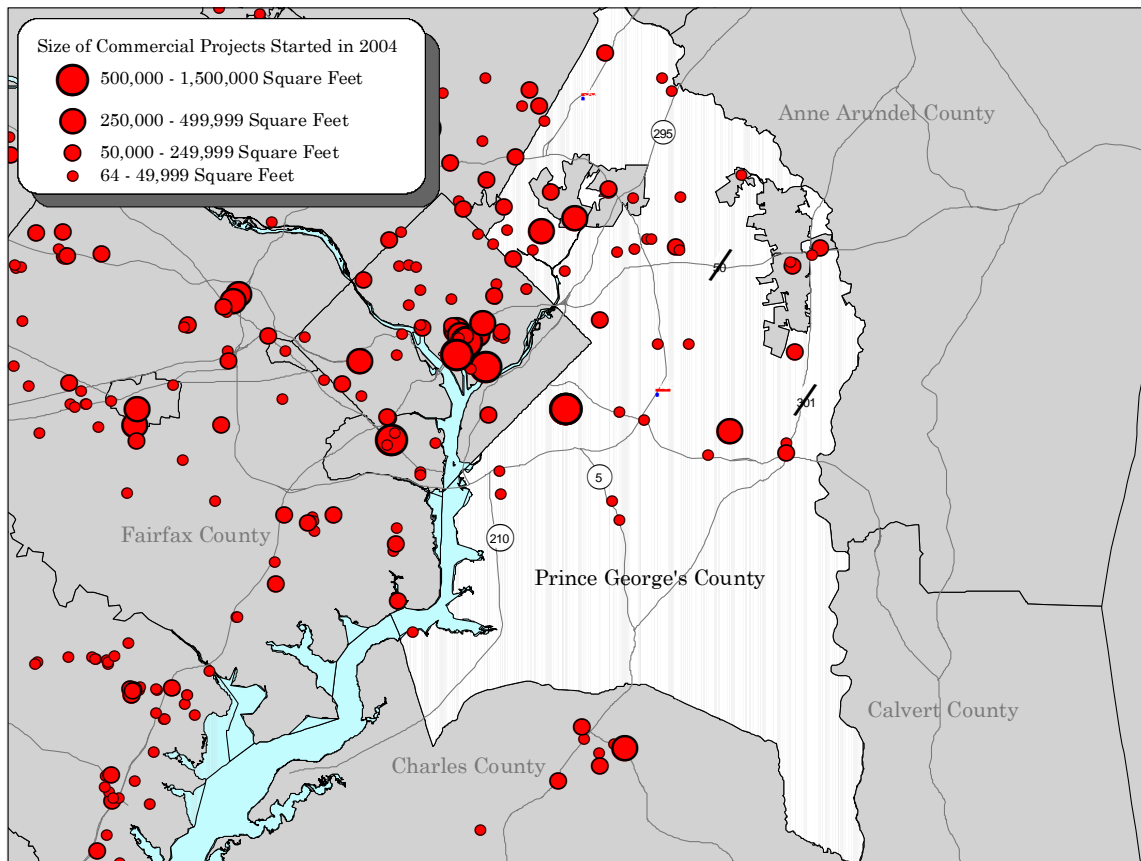 Size of Commercial Projects Started in 2004
500,000 - 1,500,000 Square Feet
250,000 - 499,999 Square Feet
50,000 - 249,999 Square Feet
64 - 49,999 Square Feet
Anne Arundel County
295
50
301
5
Fairfax County
210
Prince George's County
Calvert County
Charles County